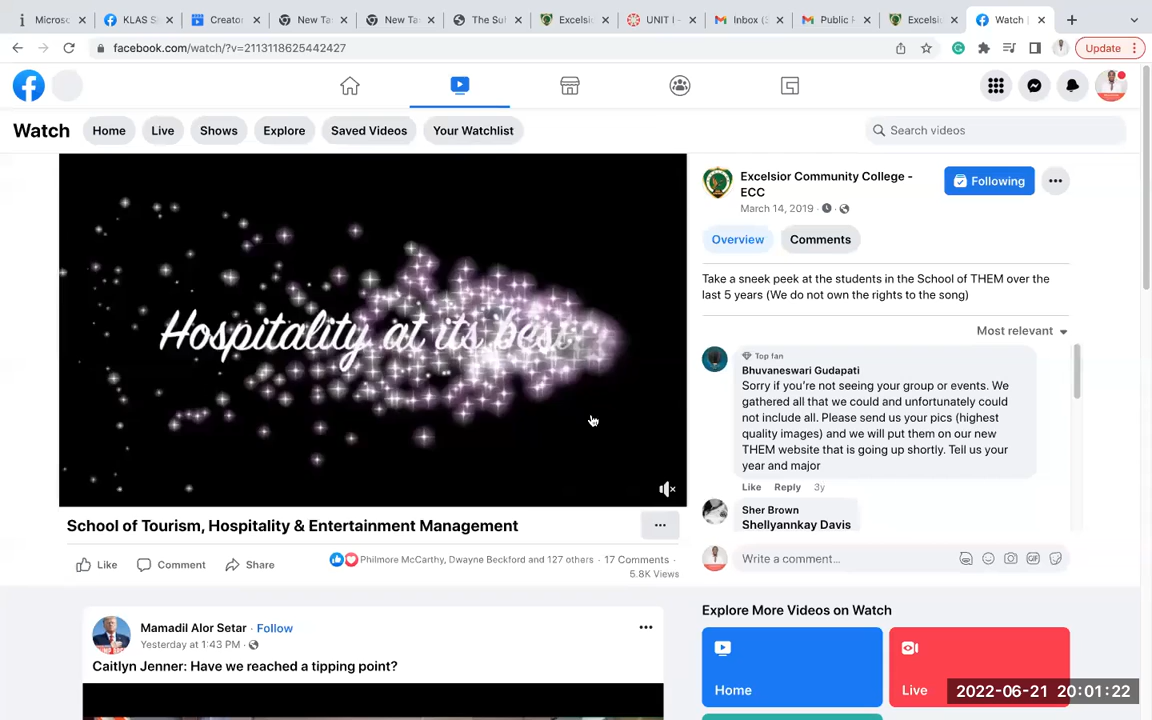 Microso
KLAS S
Creator
New Ta
New Ta
The Sul
Excelsic
UNIT I -
Inbox (3
Public F
Excelsi
Watch |
facebook.com/watch/?v=2113118625442427
Update
Watch
Home
Live
Shows
Explore
Saved Videos
Your Watchlist
Search videos
Hospitality at its best
Excelsior Community College -
ECC
March 14, 2019
Following
Overview
Comments
Take a sneek peek at the students in the School of THEM over the
last 5 years (We do not own the rights to the song)
Most relevant
Top fan
Bhuvaneswari Gudapati
Sorry if you're not seeing your group or events. We
gathered all that we could and unfortunately could
not include all. Please send us your pics (highest
quality images) and we will put them on our new
THEM website that is going up shortly. Tell us your
year and major
Like Reply 3y
Sher Brown
Shellyannkay Davis
Write a comment...
School of Tourism, Hospitality & Entertainment Management
Like
Comment
Share
Philmore McCarthy, Dwayne Beckford and 127 others · 17 Comments ·
5.8K Views
Mamadil Alor Setar · Follow
Yesterday at 1:43 PM ·
Caitlyn Jenner: Have we reached a tipping point?
Explore More Videos on Watch
Home
Live
2022-06-21 20:01:22